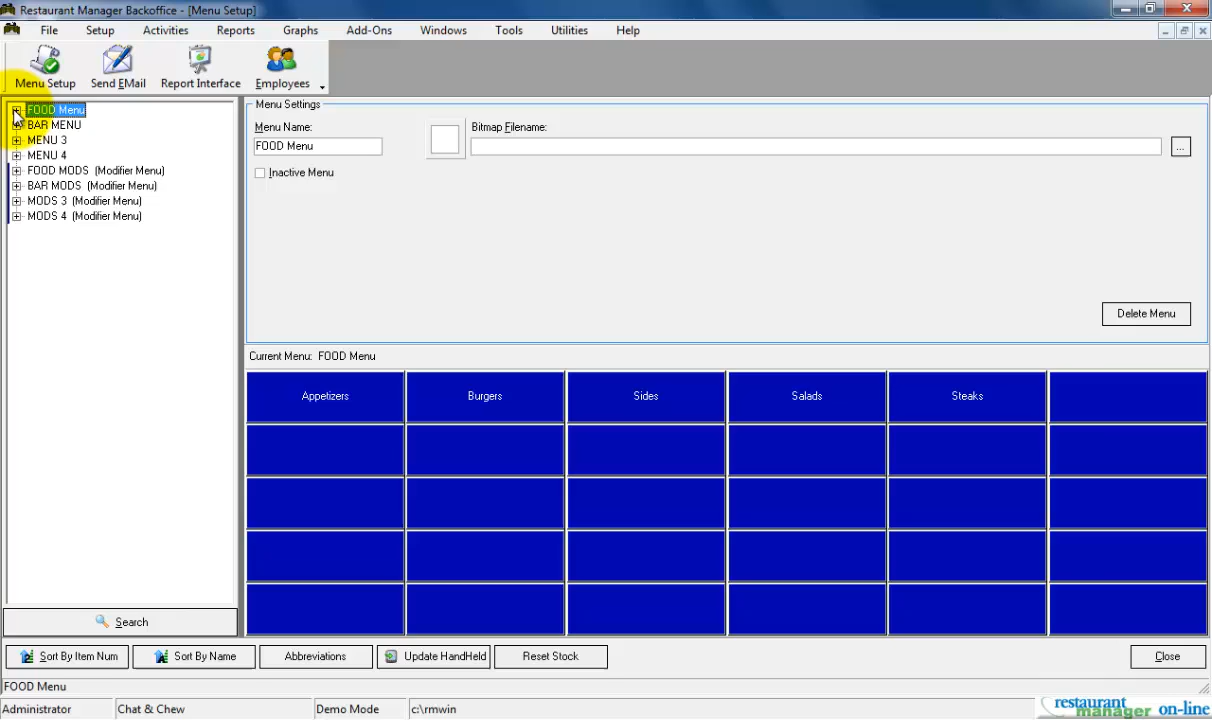 Restaurant Manager Backoffice - [Menu Setup]
File Setup Activities Reports Graphs Add-Ons Windows Tools Utilities Help
Menu Setup Send EMail Report Interface Employees
FOOD Menu
BAR MENU
MENU 3
MENU 4
FOOD MODS (Modifier Menu)
BAR MODS (Modifier Menu)
MODS 3 (Modifier Menu)
MODS 4 (Modifier Menu)
Search
Menu Settings
Menu Name: Bitmap Filename:
FOOD Menu ...
Inactive Menu
Delete Menu
Current Menu: FOOD Menu
Appetizers Burgers Sides Salads Steaks
Sort By Item Num Sort By Name Abbreviations Update HandHeld Reset Stock Close
FOOD Menu
Administrator Chat & Chew Demo Mode c:\rmwin
restaurant manager on-line